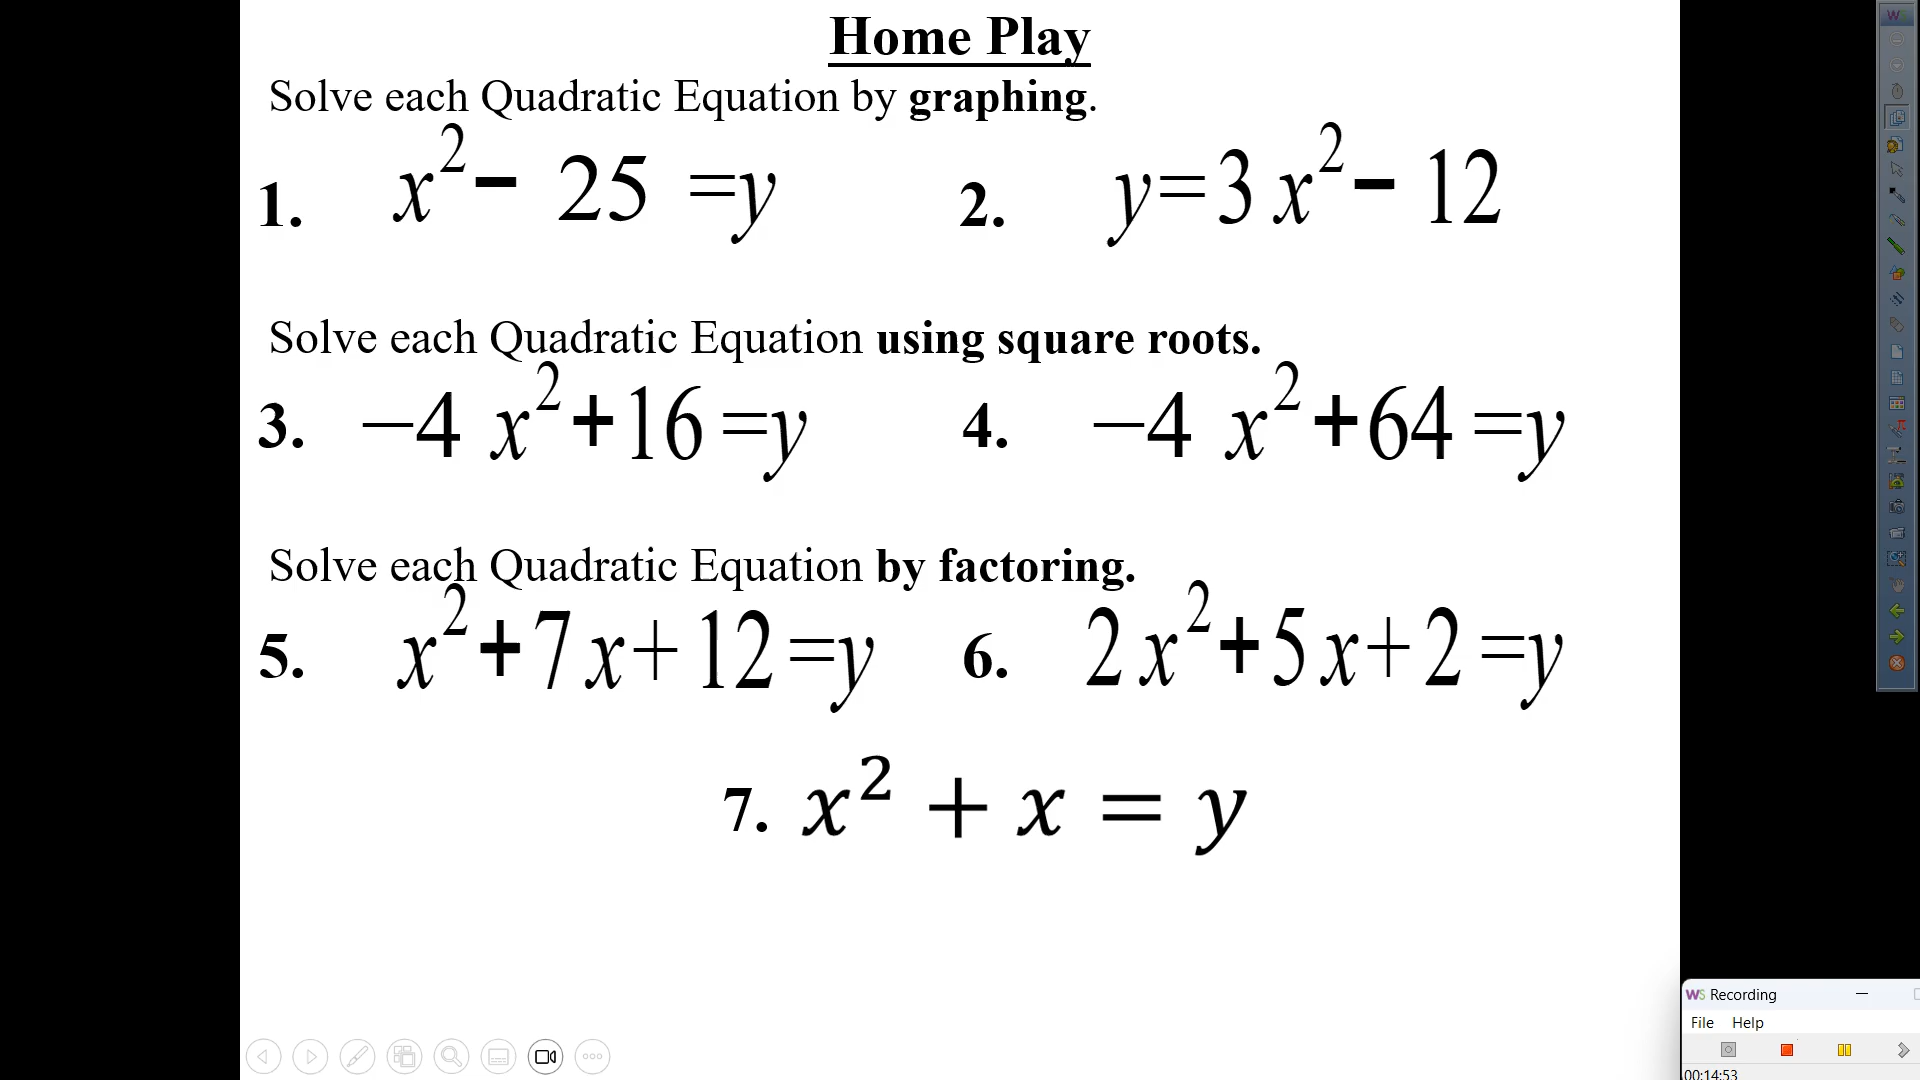 Home Play
Solve each Quadratic Equation by graphing.
1. x² − 25 =y 2. y=3x² − 12
Solve each Quadratic Equation using square roots.
3. −4x²+16=y 4. −4x²+64=y
Solve each Quadratic Equation by factoring.
5. x²+7x+12=y 6. 2x²+5x+2=y
7. x² + x = y
WS
WS Recording
File Help
00:14:53